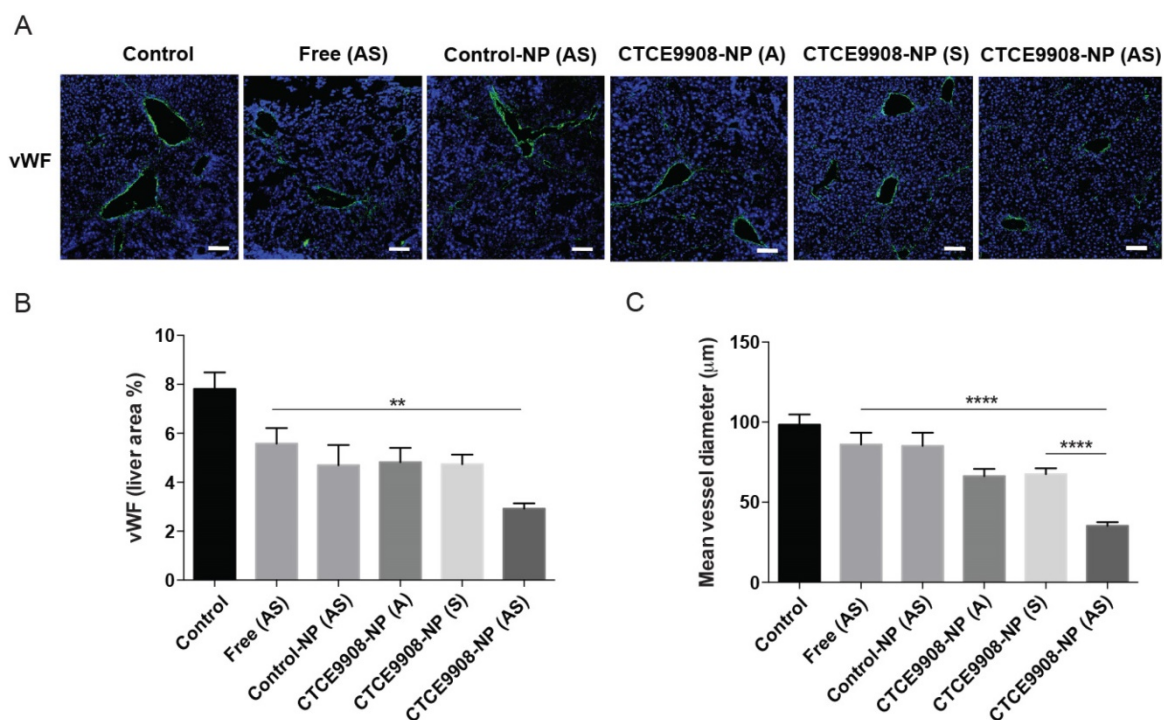 A
Control Free (AS) Control-NP (AS) CTCE9908-NP (A) CTCE9908-NP (S) CTCE9908-NP (AS)
vWF
B
vWF (liver area %)
10
8
6
4
2
0
**
Control
Free (AS)
Control-NP (AS)
CTCE9908-NP (A)
CTCE9908-NP (S)
CTCE9908-NP (AS)
C
Mean vessel diameter (μm)
150
100
50
0
****
****
Control
Free (AS)
Control-NP (AS)
CTCE9908-NP (A)
CTCE9908-NP (S)
CTCE9908-NP (AS)